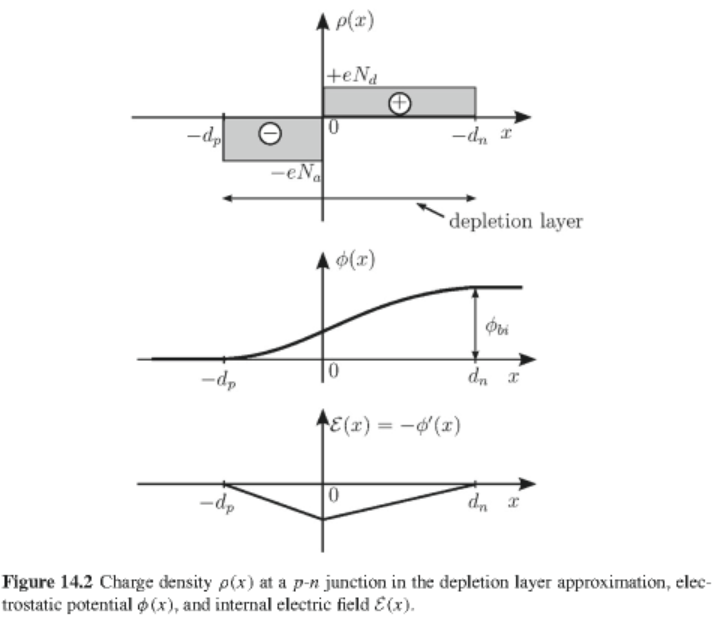 ρ(x)
+eN_d
+
−d_p
−
0
−d_n
x
−eN_a
depletion layer
ϕ(x)
ϕ_bi
−d_p
0
d_n
x
ℰ(x) = −ϕ′(x)
−d_p
0
d_n
x
Figure 14.2 Charge density ρ(x) at a p-n junction in the depletion layer approximation, elec-
trostatic potential ϕ(x), and internal electric field ℰ(x).